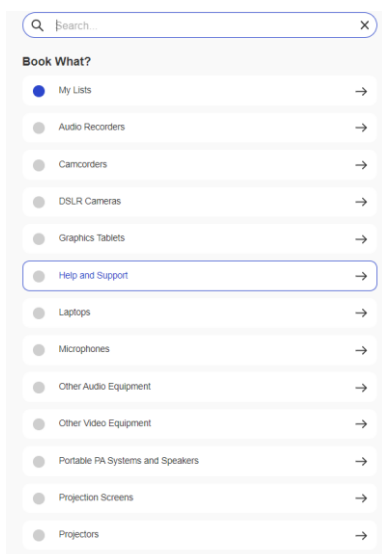 Search...
Book What?
My Lists
Audio Recorders
Camcorders
DSLR Cameras
Graphics Tablets
Help and Support
Laptops
Microphones
Other Audio Equipment
Other Video Equipment
Portable PA Systems and Speakers
Projection Screens
Projectors